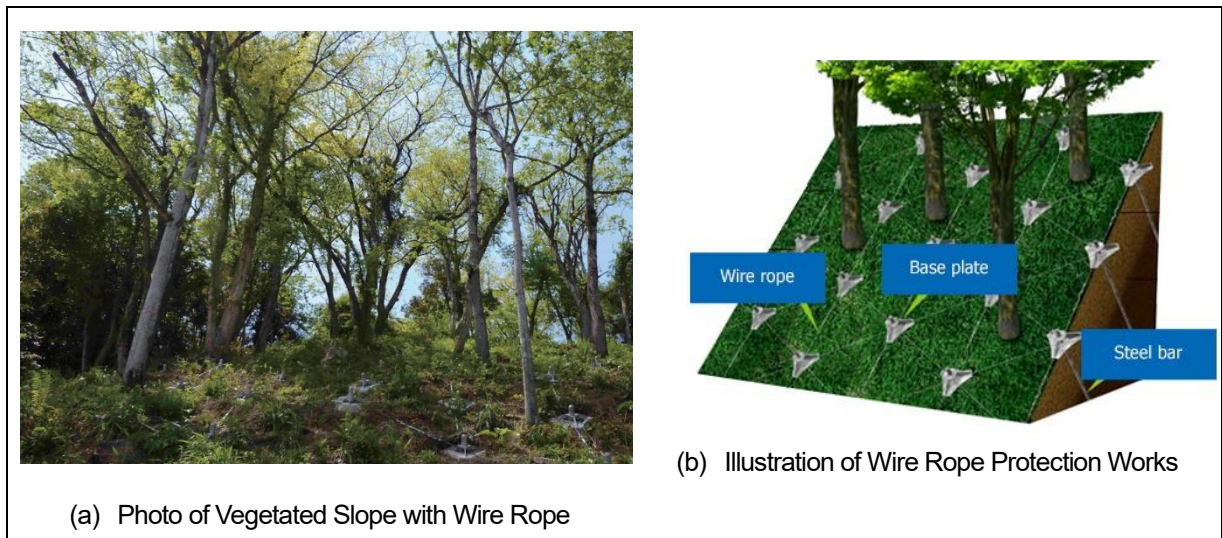 Wire rope
Base plate
Steel bar
(b) Illustration of Wire Rope Protection Works
(a) Photo of Vegetated Slope with Wire Rope